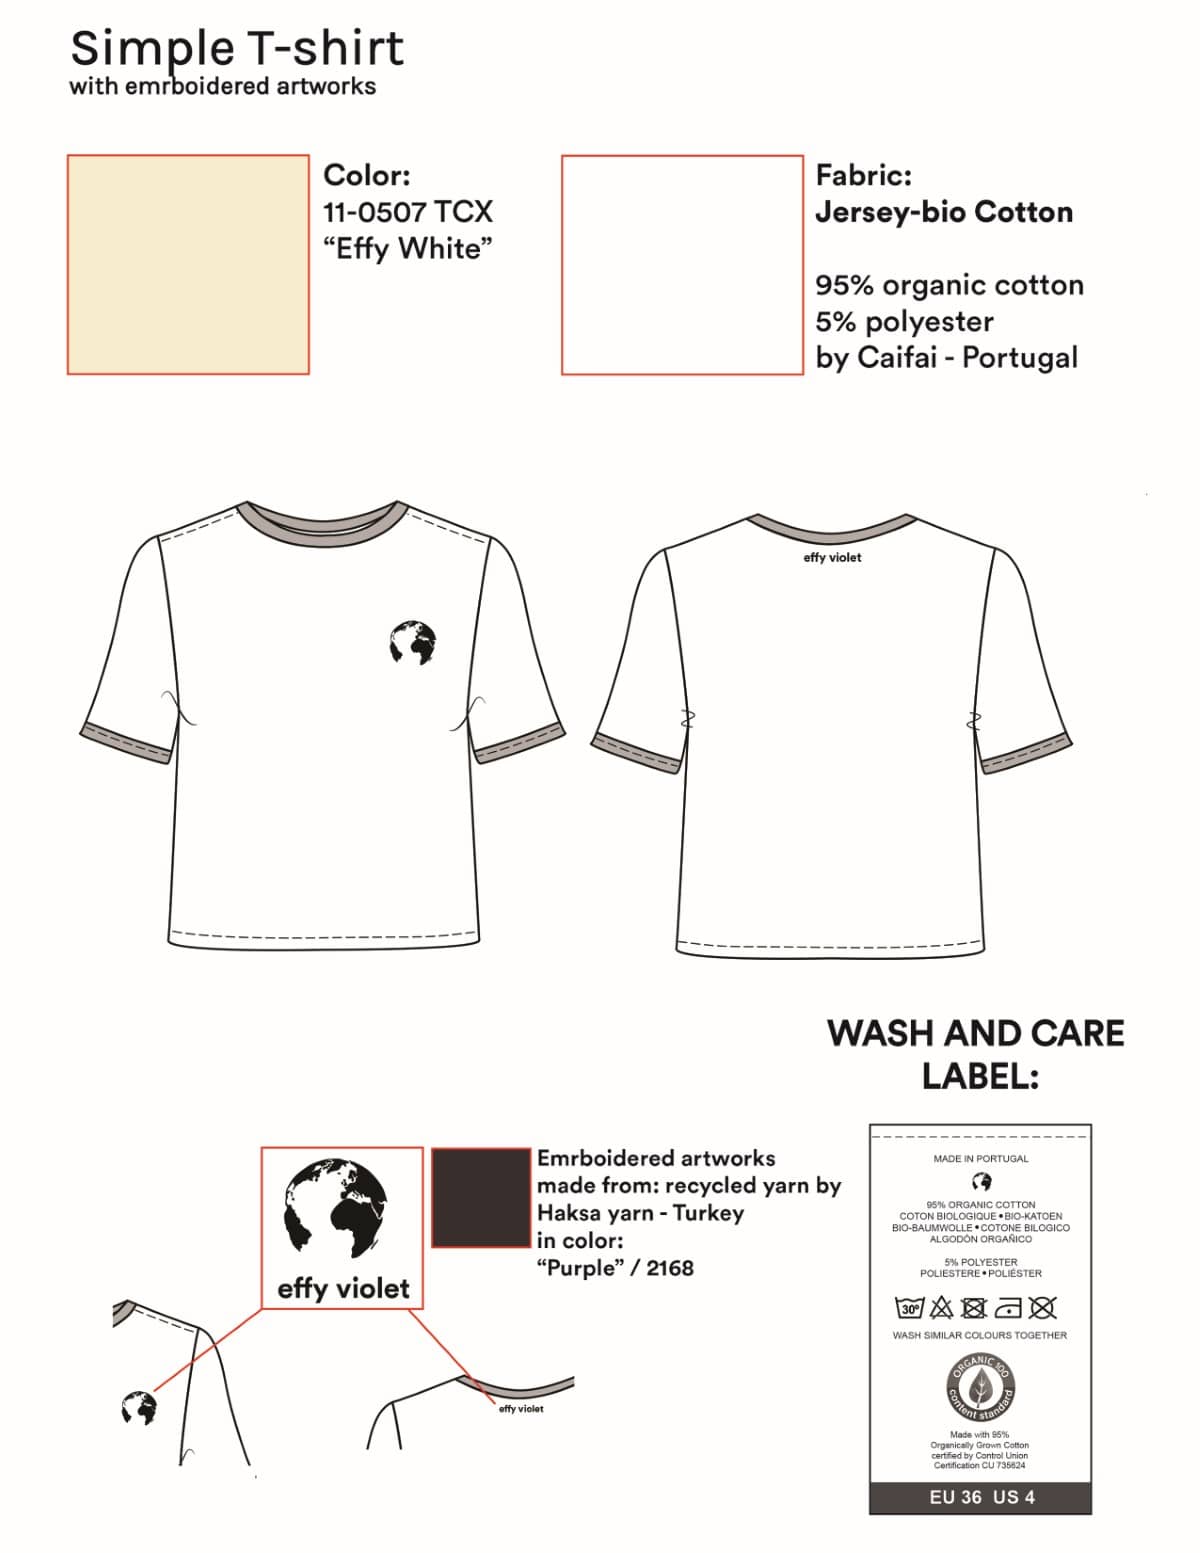 Simple T-shirt
with emrboidered artworks
Color:
11-0507 TCX
“Effy White”
Fabric:
Jersey-bio Cotton
95% organic cotton
5% polyester
by Caifai - Portugal
effy violet
WASH AND CARE
LABEL:
effy violet
Emrboidered artworks
made from: recycled yarn by
Haksa yarn - Turkey
in color:
“Purple” / 2168
effy violet
MADE IN PORTUGAL
95% ORGANIC COTTON
COTON BIOLOGIQUE • BIO-KATOEN
BIO-BAUMWOLLE • COTONE BILOGICO
ALGODÓN ORGAÑICO
5% POLYESTER
POLIESTERE • POLIÉSTER
30°
WASH SIMILAR COLOURS TOGETHER
ORGANIC 100
content standard
Made with 95%
Organically Grown Cotton
certified by Control Union
Certification CU 735624
EU 36 US 4